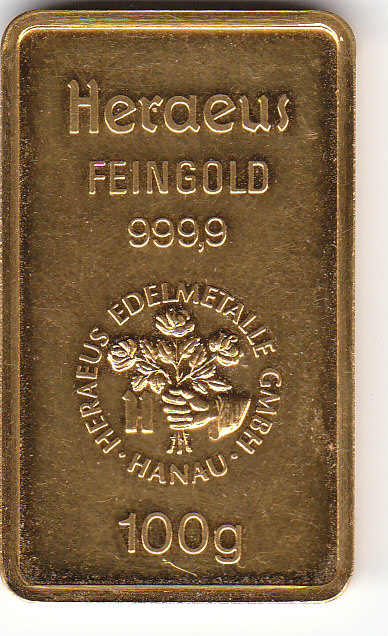 Heraeus
FEINGOLD
999,9
HERAEUS EDELMETALLE GMBH
· HANAU ·
100g